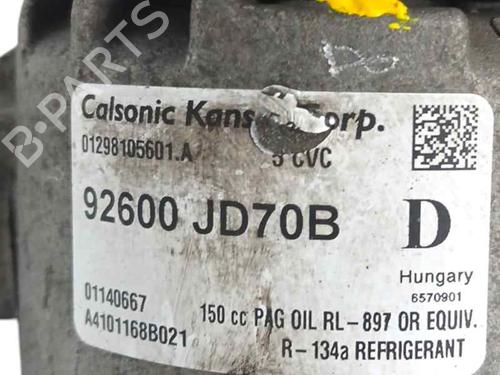 Calsonic Kans Corp.
01298105601.A
CVC
92600 JD70B
D
Hungary
6570901
01140667
A4101168B021
150 cc PAG OIL RL-897 OR EQUIV.
R-134a REFRIGERANT
B-PARTS